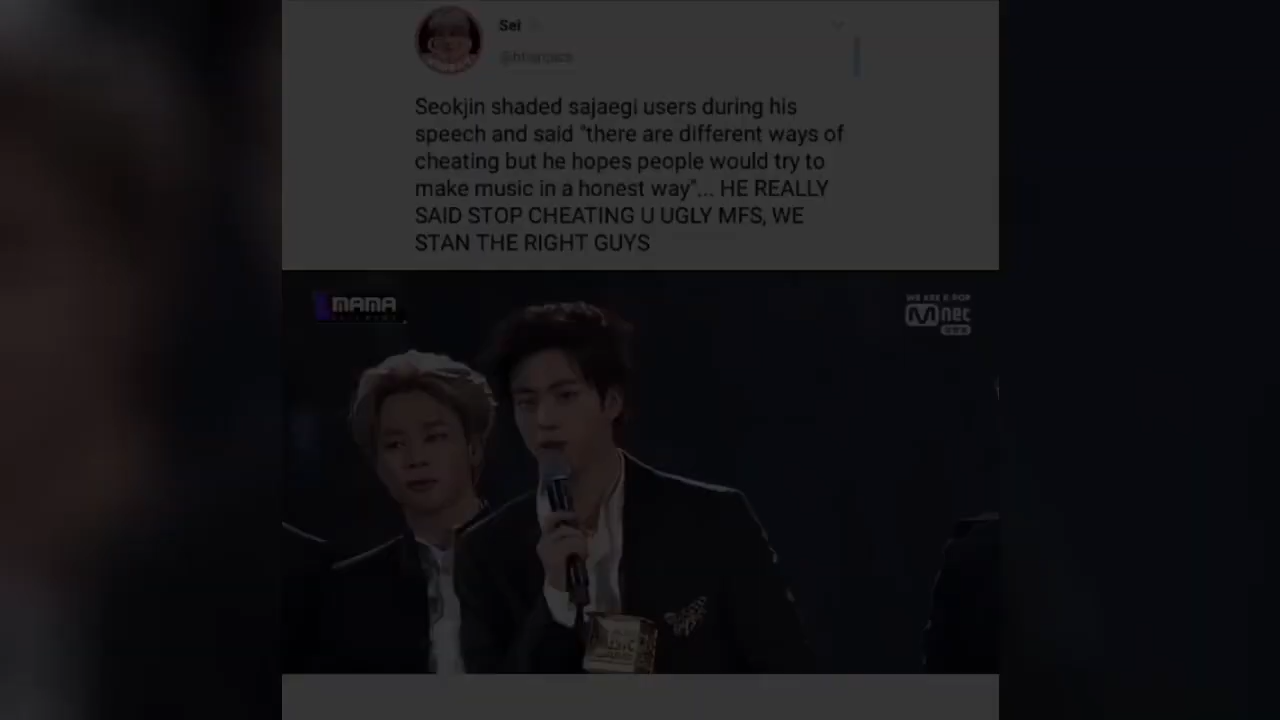 Sei
Seokjin shaded sajaegi users during his
speech and said "there are different ways of
cheating but he hopes people would try to
make music in a honest way"... HE REALLY
SAID STOP CHEATING U UGLY MFS, WE
STAN THE RIGHT GUYS
MAMA
WE ARE K-POP
Mnet
MUSIC